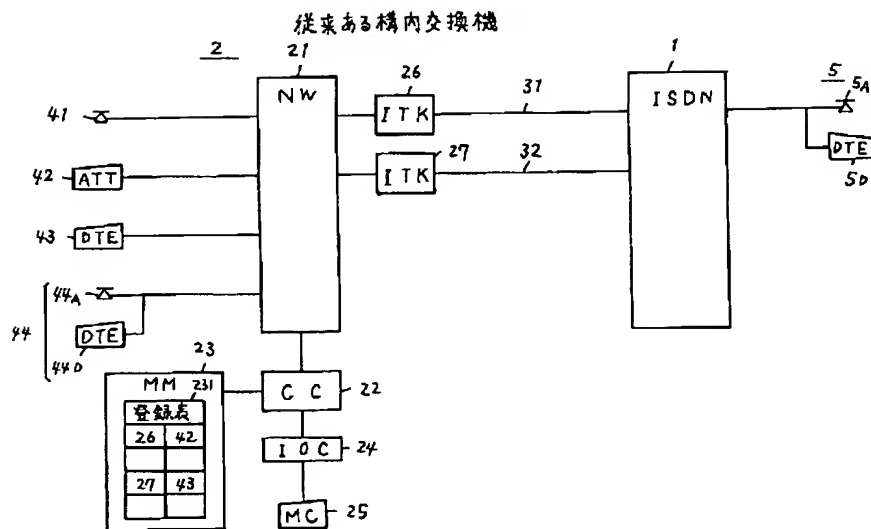 従来ある構内交換機
2
21
NW
26
ITK
31
1
ISDN
5
5A
DTE
5D
41
27
ITK
32
42
ATT
43
DTE
44
44A
DTE
44D
23
MM
231
登録表
26 42
27 43
CC
22
IOC
24
MC
25